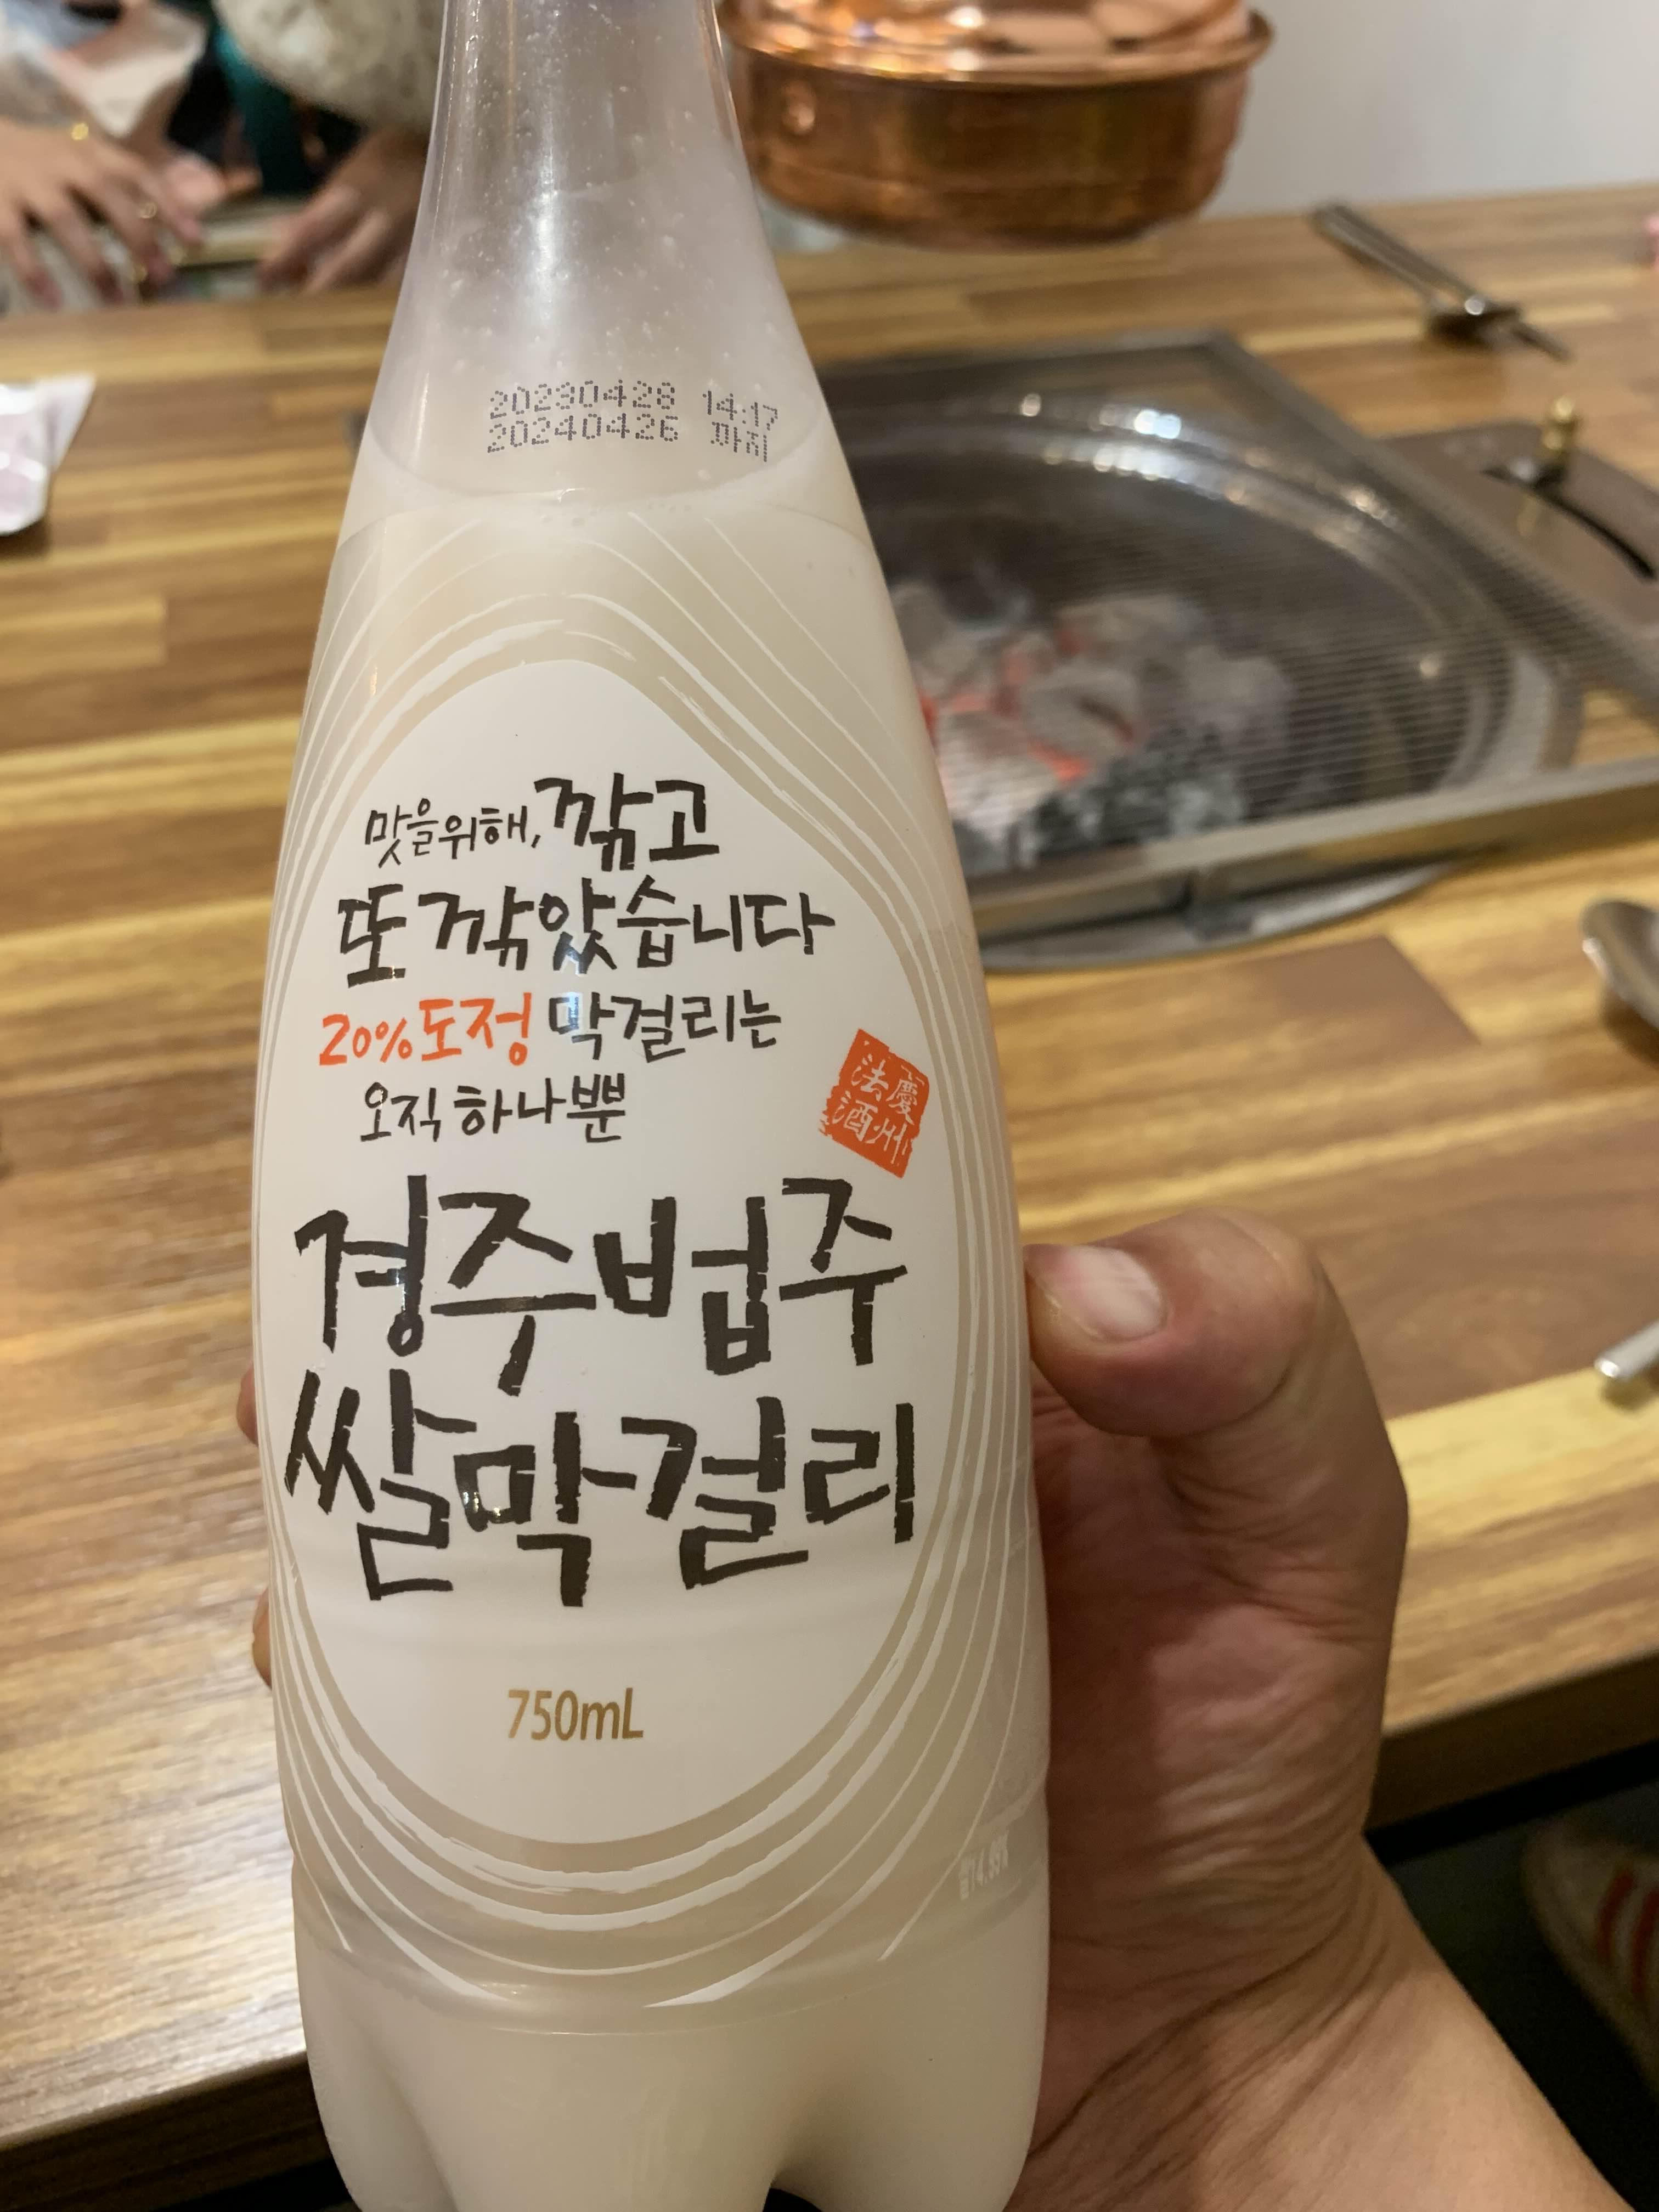 20230428 14:17
20240426 까지
맛을위해, 깎고
또 깎았습니다
20%도정 막걸리는
오직 하나뿐
慶州
法酒
경주법주
쌀막걸리
750mL